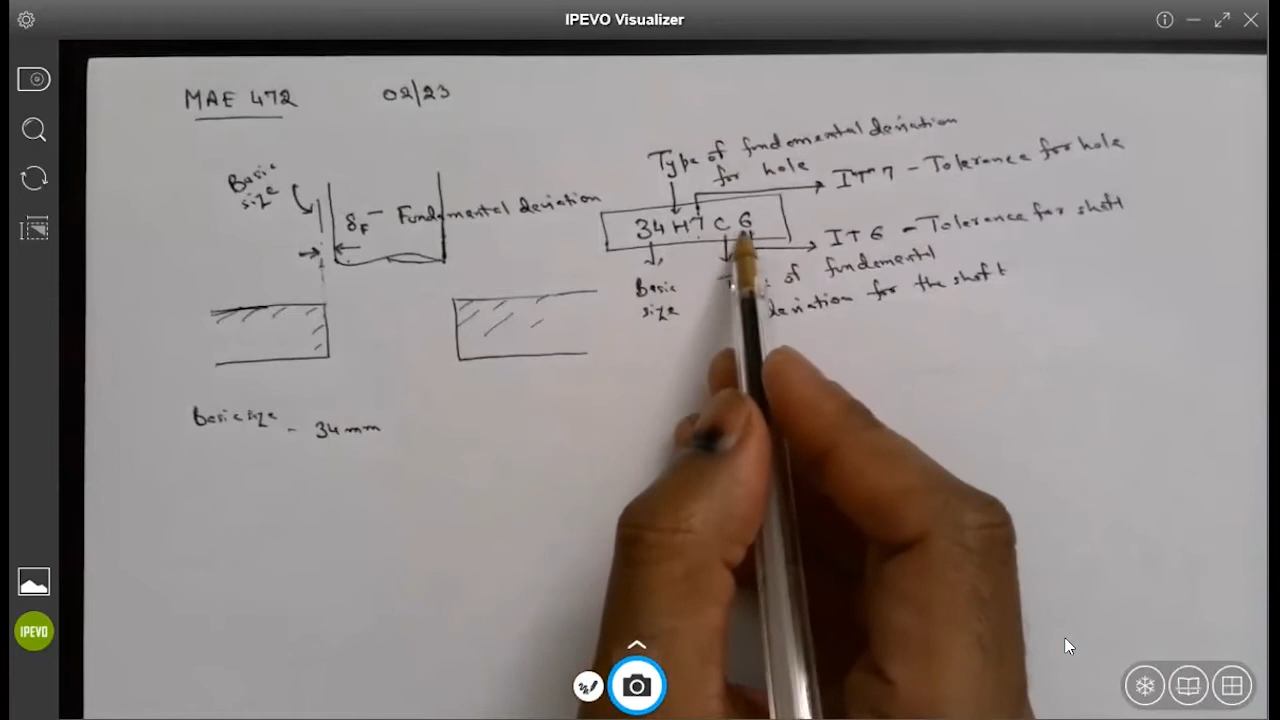 IPEVO Visualizer
MAE 472 02/23
Basic
size
δF - Fundamental deviation
Type of fundemental deviation
for hole
IT 7 - Tolerance for hole
34 H7 C 6
IT 6 - Tolerance for shaft
Basic
size
of fundemental
deviation for the shaft
Basic size - 34 mm
IPEVO